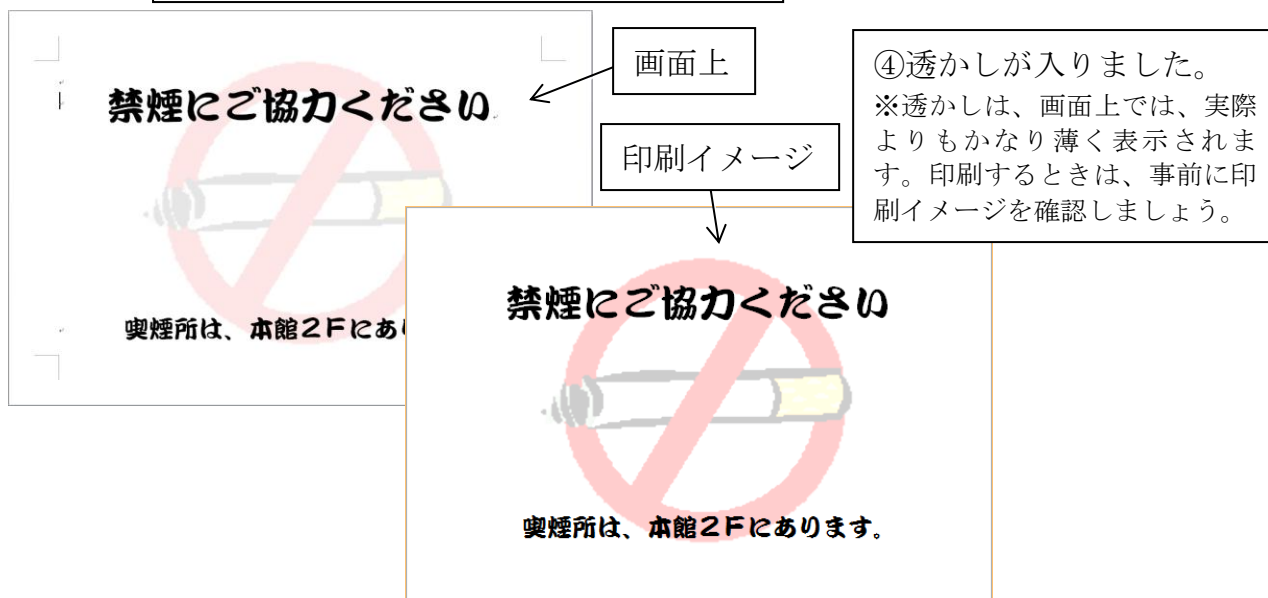 禁煙にご協力ください
喫煙所は、本館2Fにあり
画面上
印刷イメージ
④透かしが入りました。
※透かしは、画面上では、実際
よりもかなり薄く表示されま
す。印刷するときは、事前に印
刷イメージを確認しましょう。
禁煙にご協力ください
喫煙所は、本館2Fにあります。